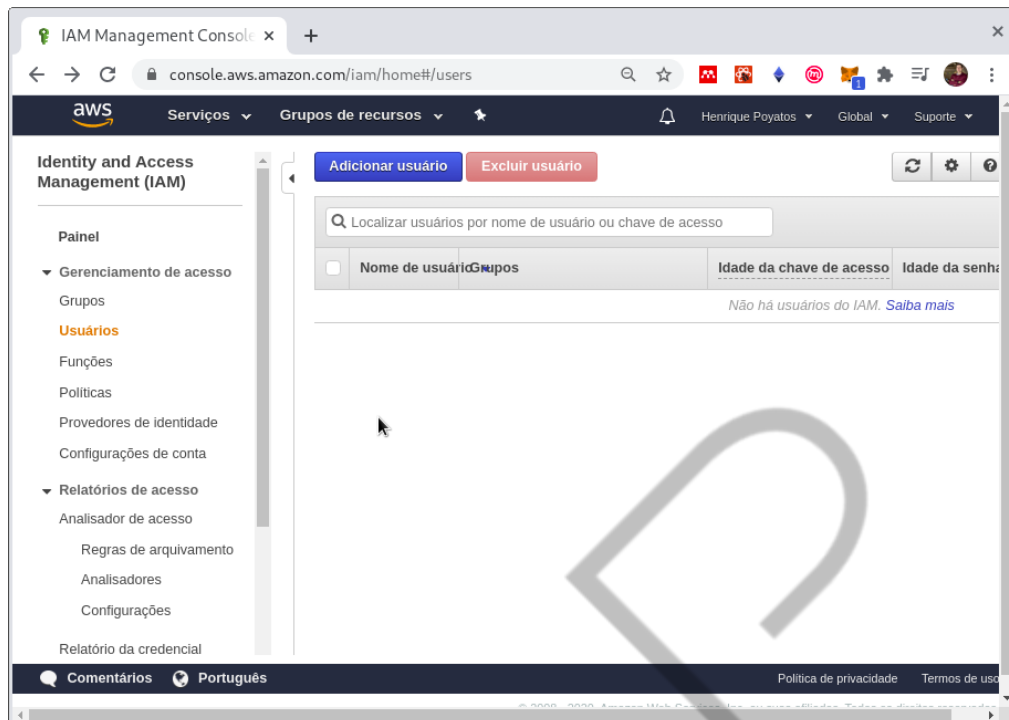 IAM Management Console
console.aws.amazon.com/iam/home#/users
1
aws
Serviços
Grupos de recursos
Henrique Poyatos
Global
Suporte
Identity and Access
Management (IAM)
Painel
Gerenciamento de acesso
Grupos
Usuários
Funções
Políticas
Provedores de identidade
Configurações de conta
Relatórios de acesso
Analisador de acesso
Regras de arquivamento
Analisadores
Configurações
Relatório da credencial
Adicionar usuário
Excluir usuário
Localizar usuários por nome de usuário ou chave de acesso
Nome de usuário
Grupos
Idade da chave de acesso
Idade da senha
Não há usuários do IAM. Saiba mais
Comentários
Português
Política de privacidade
Termos de uso